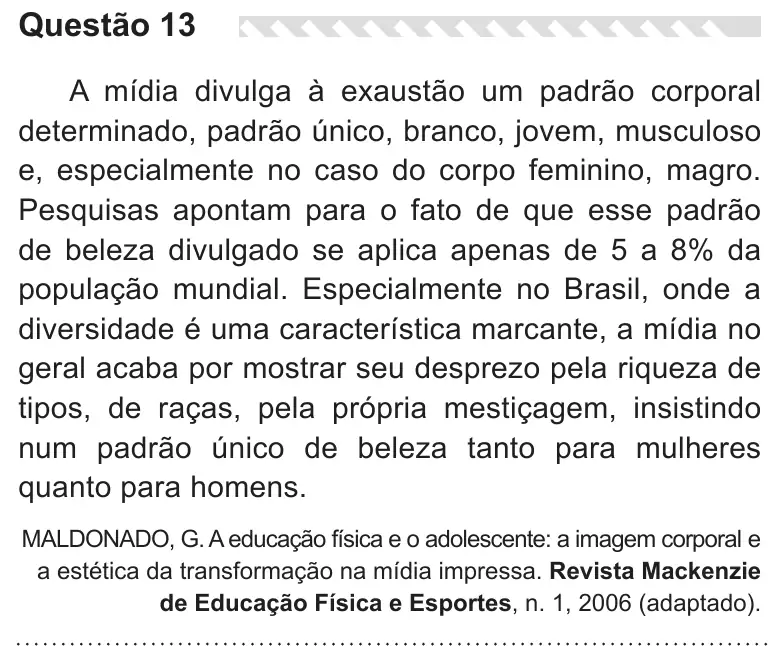 Questão 13
A mídia divulga à exaustão um padrão corporal
determinado, padrão único, branco, jovem, musculoso
e, especialmente no caso do corpo feminino, magro.
Pesquisas apontam para o fato de que esse padrão
de beleza divulgado se aplica apenas de 5 a 8% da
população mundial. Especialmente no Brasil, onde a
diversidade é uma característica marcante, a mídia no
geral acaba por mostrar seu desprezo pela riqueza de
tipos, de raças, pela própria mestiçagem, insistindo
num padrão único de beleza tanto para mulheres
quanto para homens.
MALDONADO, G. A educação física e o adolescente: a imagem corporal e
a estética da transformação na mídia impressa. Revista Mackenzie
de Educação Física e Esportes, n. 1, 2006 (adaptado).